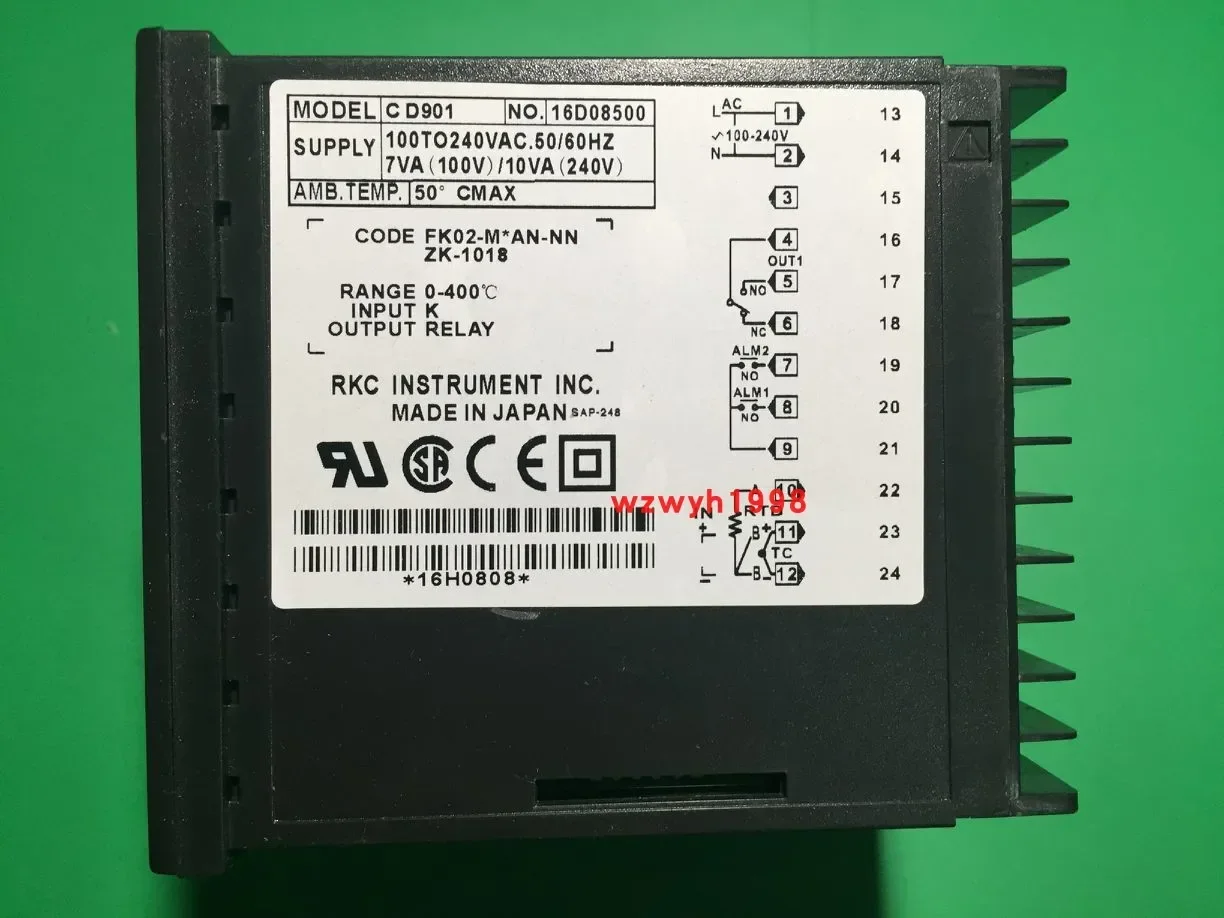 MODEL CD901 NO. 16D08500
SUPPLY 100TO240VAC.50/60HZ
7VA(100V)/10VA(240V)
AMB.TEMP. 50° CMAX
CODE FK02-M*AN-NN
ZK-1018
RANGE 0-400℃
INPUT K
OUTPUT RELAY
RKC INSTRUMENT INC.
MADE IN JAPAN SAP-248
*16H0808*
L AC 1 13
~100-240V
N 2 14
3 15
4 16
OUT1
NO 5 17
NC 6 18
ALM2
NO 7 19
ALM1
NO 8 20
9 21
A 10 22
wzwyh1998
IN RTD
+ B + 11 23
TC
- B - 12 24